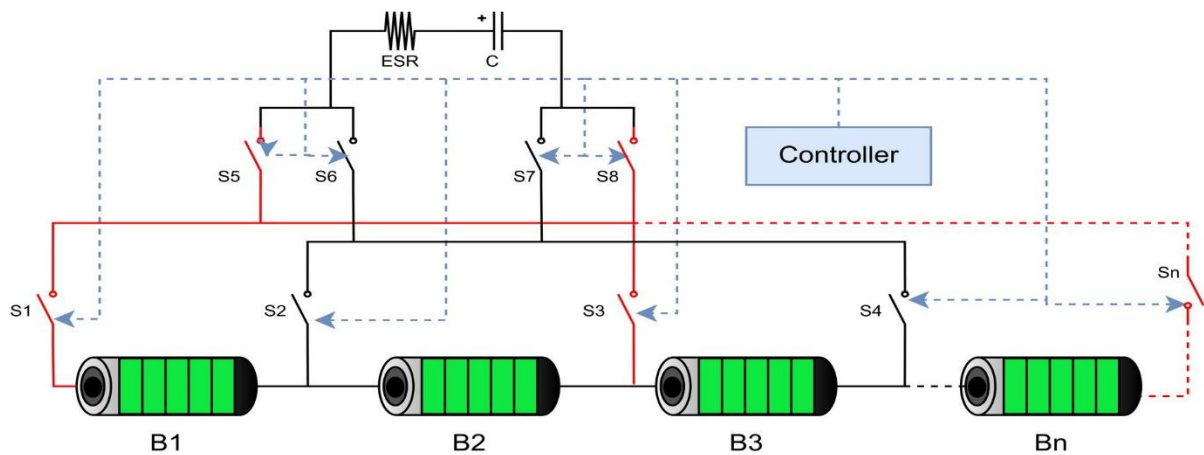 +
ESR
C
S5
S6
S7
S8
Controller
S1
S2
S3
S4
Sn
B1
B2
B3
Bn